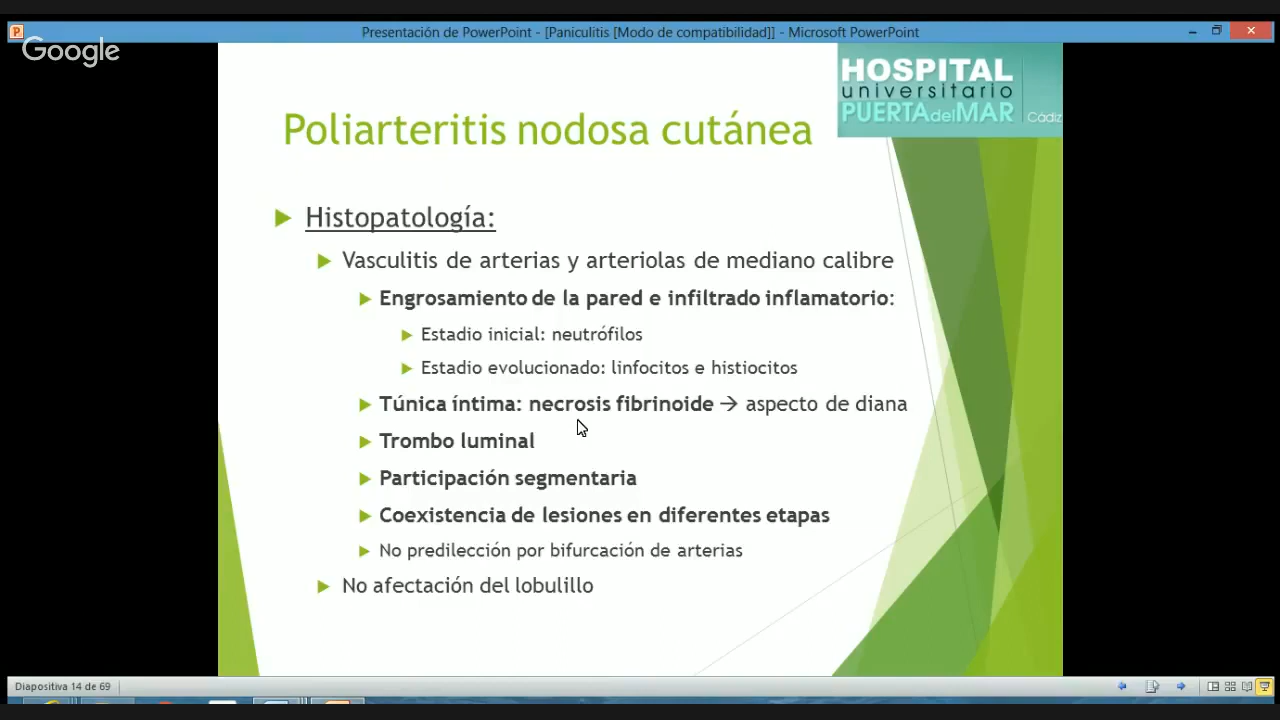 Presentación de PowerPoint - [Paniculitis [Modo de compatibilidad]] - Microsoft PowerPoint
Google
HOSPITAL
universitario
PUERTAdelMAR Cádiz
Poliarteritis nodosa cutánea
Histopatología:
Vasculitis de arterias y arteriolas de mediano calibre
Engrosamiento de la pared e infiltrado inflamatorio:
Estadio inicial: neutrófilos
Estadio evolucionado: linfocitos e histiocitos
Túnica íntima: necrosis fibrinoide → aspecto de diana
Trombo luminal
Participación segmentaria
Coexistencia de lesiones en diferentes etapas
No predilección por bifurcación de arterias
No afectación del lobulillo
Diapositiva 14 de 69